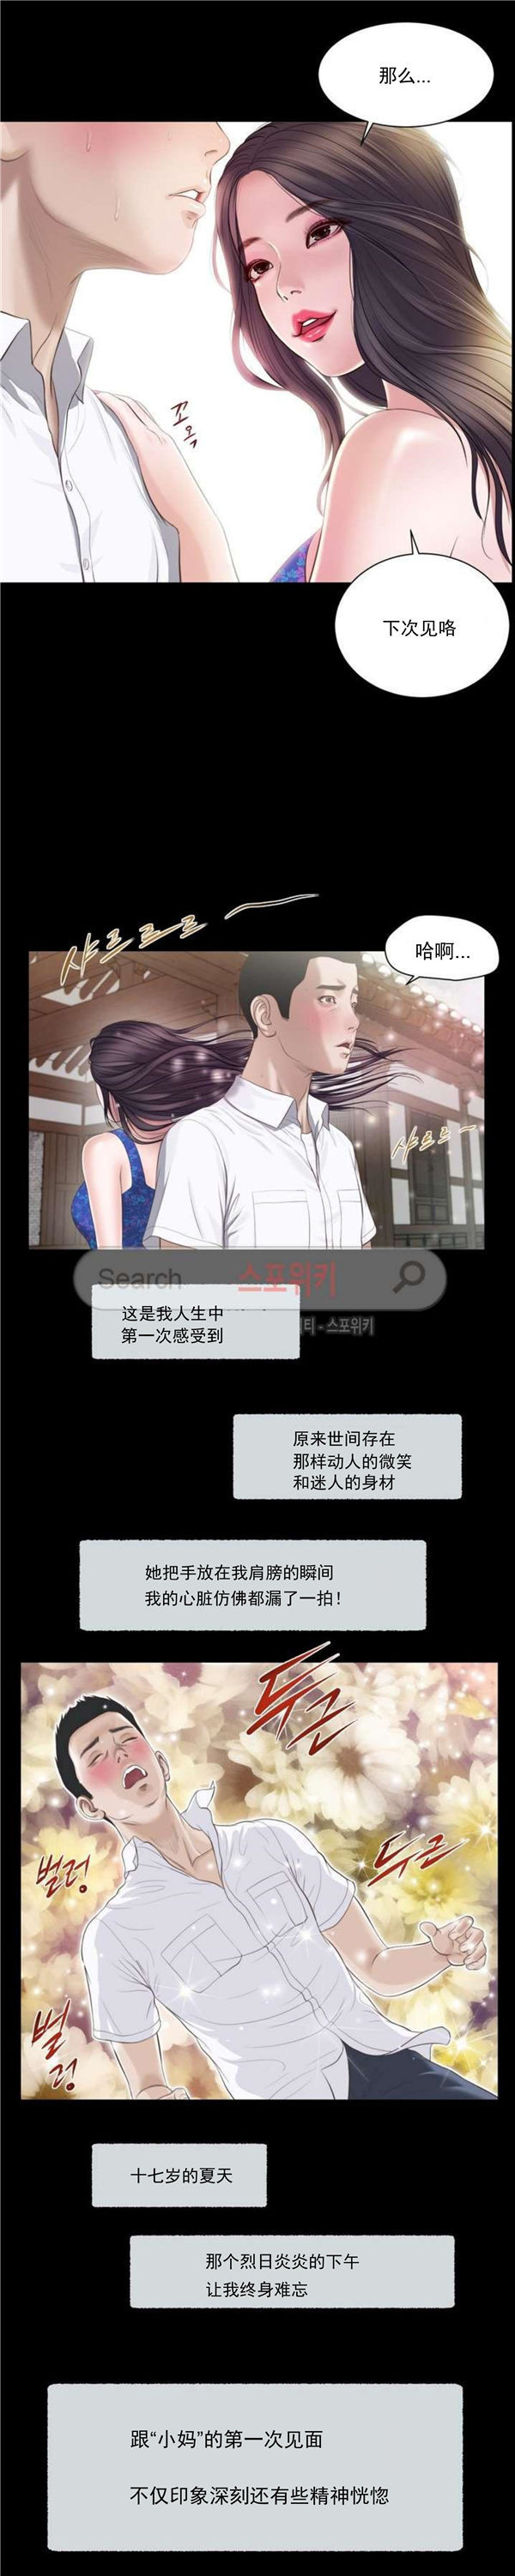 那么...
꼬옥
下次见咯
샤르르르
哈啊...
샤르르르
Search 스포위키
티 - 스포위키
这是我人生中
第一次感受到
原来世间存在
那样动人的微笑
和迷人的身材
她把手放在我肩膀的瞬间
我的心脏仿佛都漏了一拍！
두근
두근
벌렁
벌렁
十七岁的夏天
那个烈日炎炎的下午
让我终身难忘
跟“小妈”的第一次见面
不仅印象深刻还有些精神恍惚